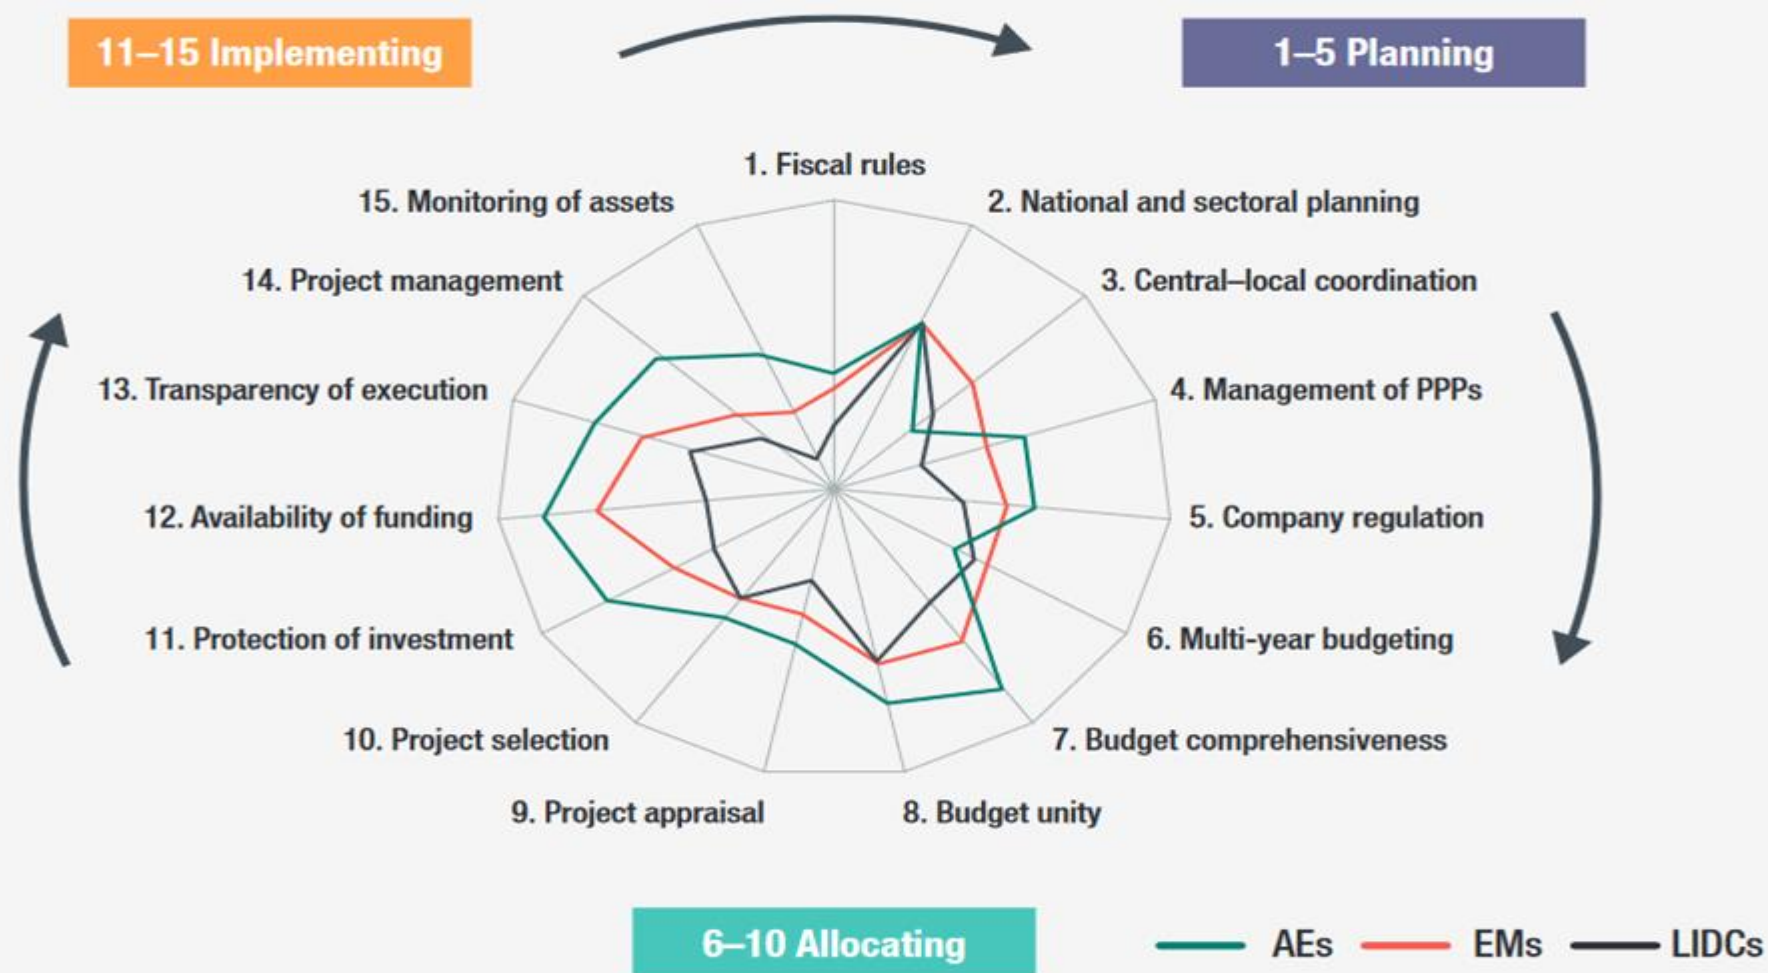 11–15 Implementing
1–5 Planning
1. Fiscal rules
15. Monitoring of assets
2. National and sectoral planning
14. Project management
3. Central–local coordination
13. Transparency of execution
4. Management of PPPs
12. Availability of funding
5. Company regulation
11. Protection of investment
6. Multi-year budgeting
10. Project selection
7. Budget comprehensiveness
9. Project appraisal
8. Budget unity
6–10 Allocating
AEs
EMs
LIDCs